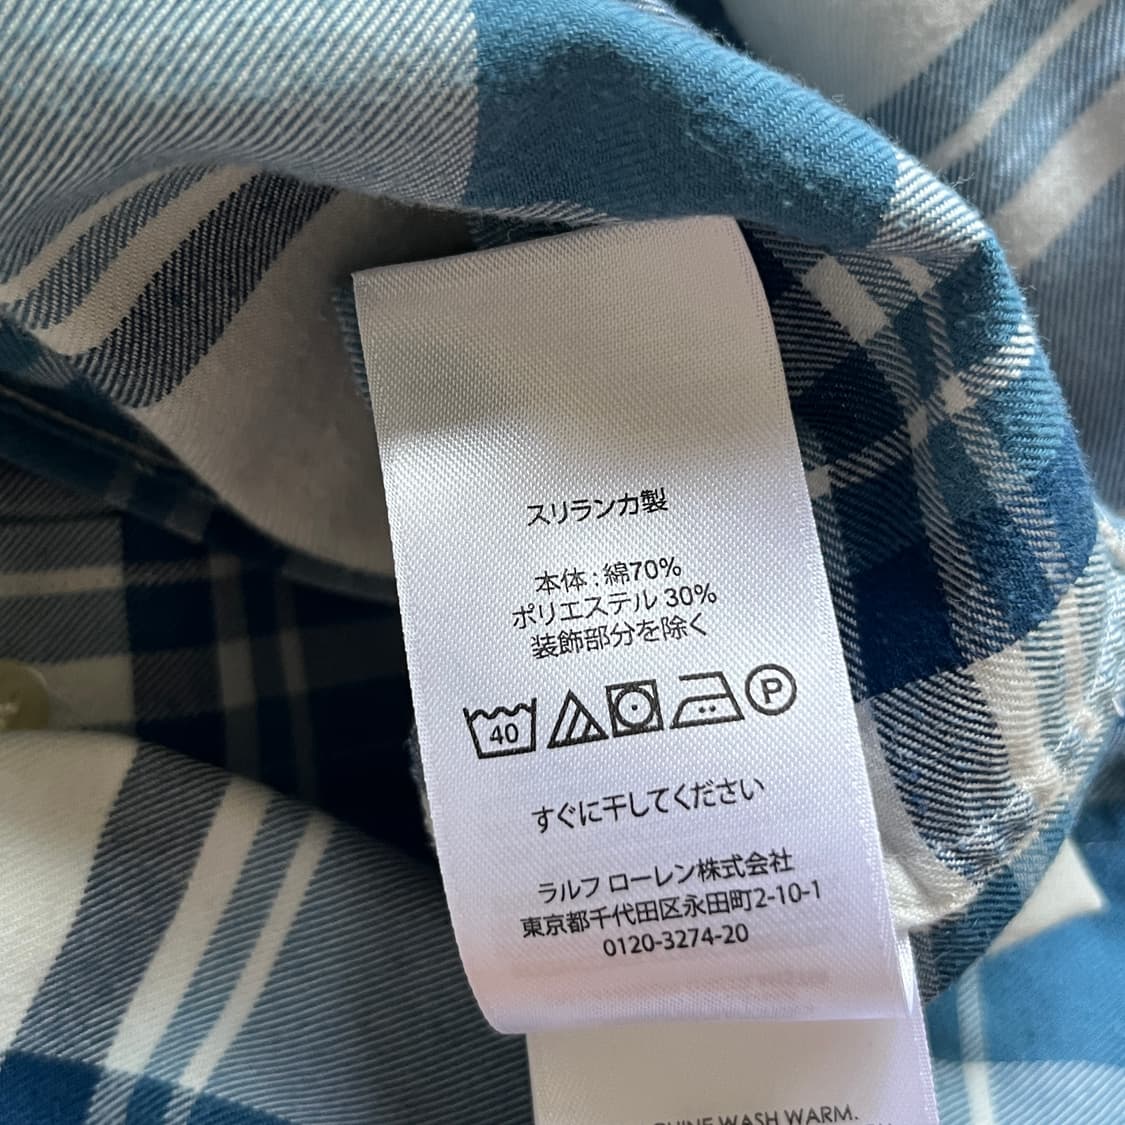 スリランカ製
本体:綿70%
ポリエステル 30%
装飾部分を除く
40
P
すぐに干してください
ラルフ ローレン株式会社
東京都千代田区永田町2-10-1
0120-3274-20
WASH WARM.